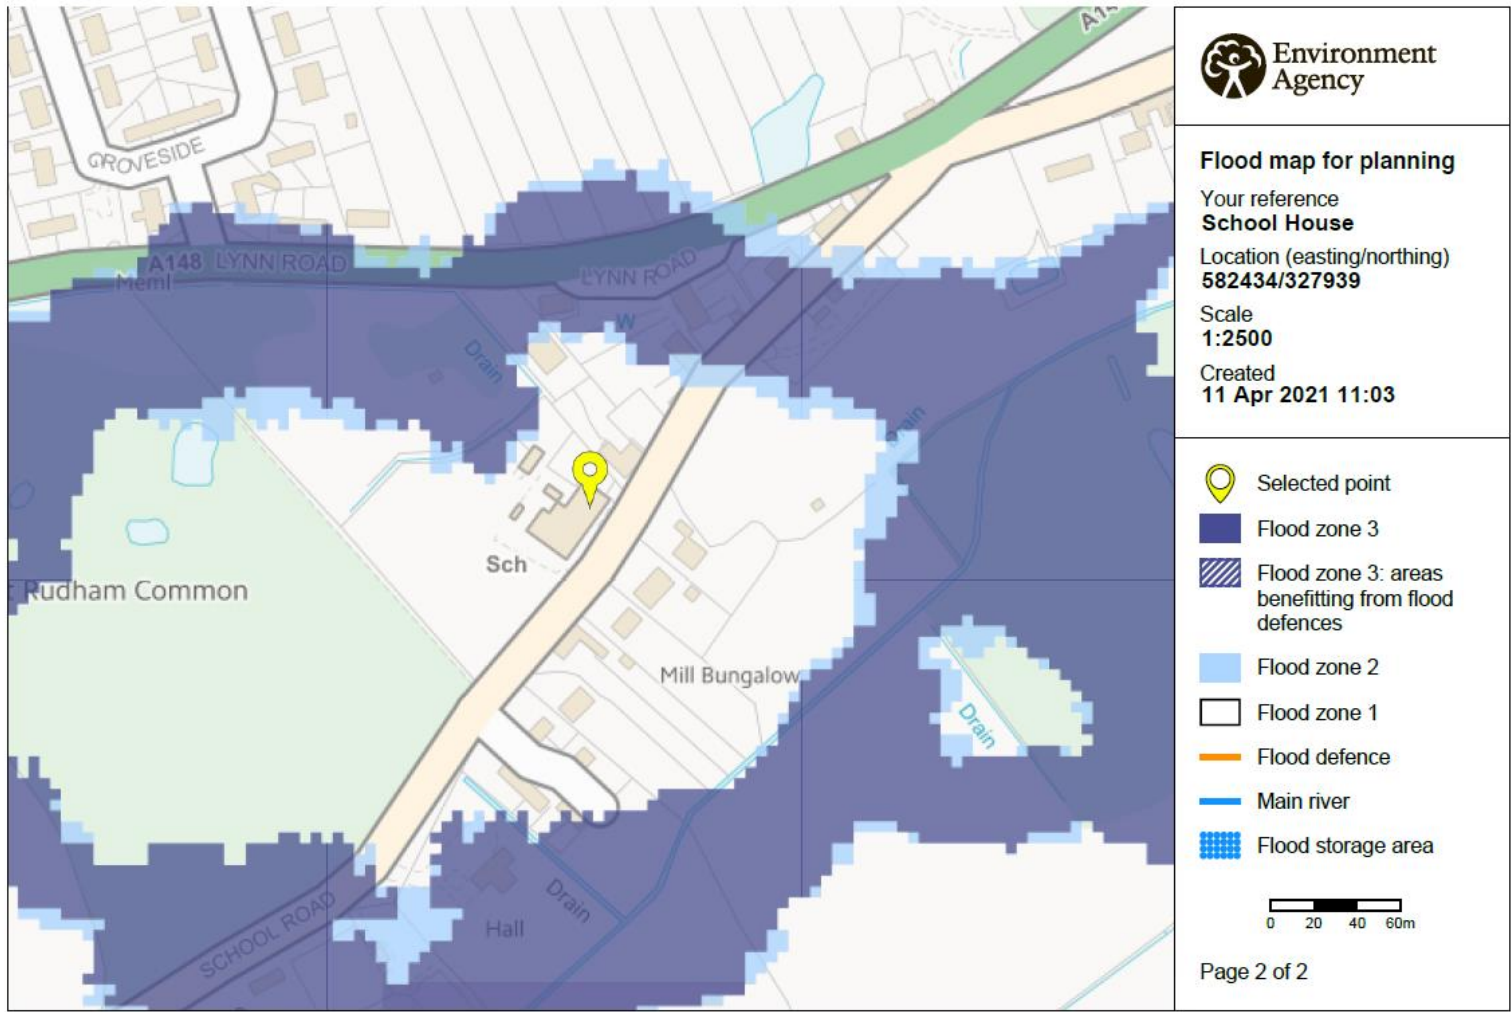 A14
GROVESIDE
A148 LYNN ROAD
Meml
LYNN ROAD
W
Drain
Drain
Sch
Rudham Common
Mill Bungalow
Drain
Drain
Hall
SCHOOL ROAD
Environment
Agency
Flood map for planning
Your reference
School House
Location (easting/northing)
582434/327939
Scale
1:2500
Created
11 Apr 2021 11:03
Selected point
Flood zone 3
Flood zone 3: areas
benefitting from flood
defences
Flood zone 2
Flood zone 1
Flood defence
Main river
Flood storage area
0 20 40 60m
Page 2 of 2